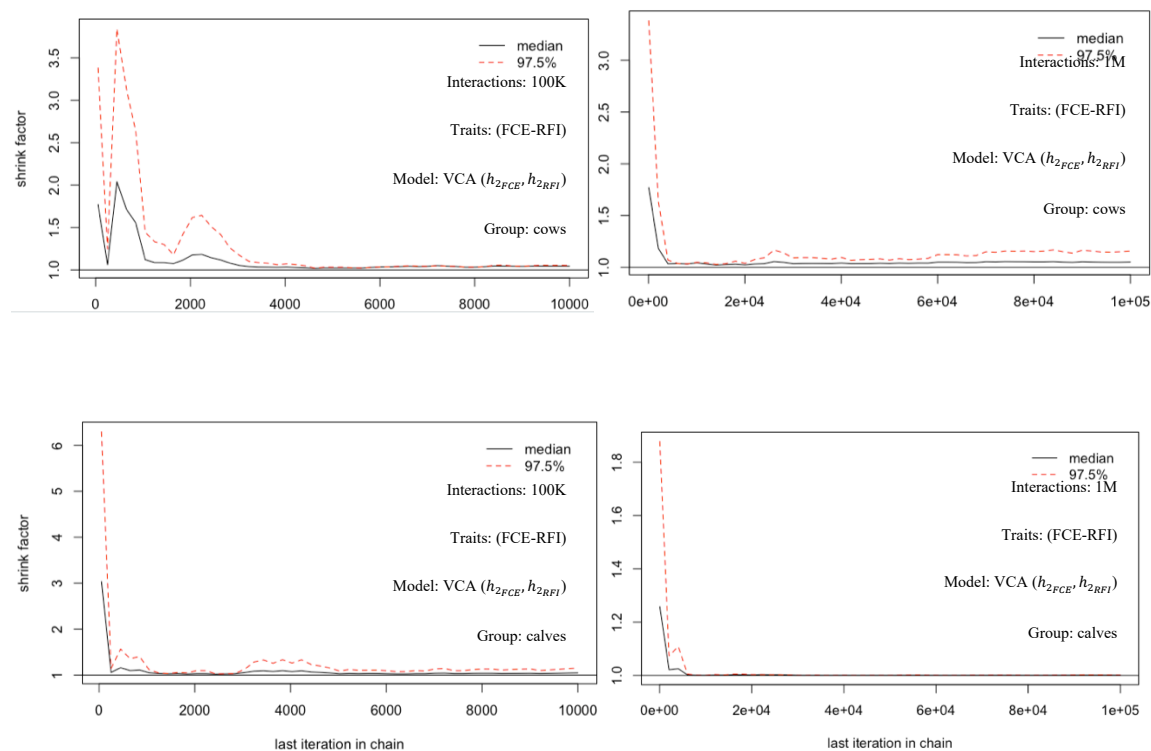 median
97.5%
Interactions: 100K
Traits: (FCE-RFI)
Model: VCA (h₂FCE, h₂RFI)
Group: cows
shrink factor
1.0 1.5 2.0 2.5 3.0 3.5
0 2000 4000 6000 8000 10000
median
97.5%
Interactions: 1M
Traits: (FCE-RFI)
Model: VCA (h₂FCE, h₂RFI)
Group: cows
1.0 1.5 2.0 2.5 3.0
0e+00 2e+04 4e+04 6e+04 8e+04 1e+05
median
97.5%
Interactions: 100K
Traits: (FCE-RFI)
Model: VCA (h₂FCE, h₂RFI)
Group: calves
shrink factor
1 2 3 4 5 6
0 2000 4000 6000 8000 10000
last iteration in chain
median
97.5%
Interactions: 1M
Traits: (FCE-RFI)
Model: VCA (h₂FCE, h₂RFI)
Group: calves
1.0 1.2 1.4 1.6 1.8
0e+00 2e+04 4e+04 6e+04 8e+04 1e+05
last iteration in chain